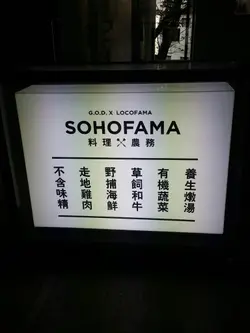 G.O.D. X LOCOFAMA
SOHOFAMA
料理 X 農務
養生燉湯
有機蔬菜
草飼和牛
野捕海鮮
走地雞肉
不含味精